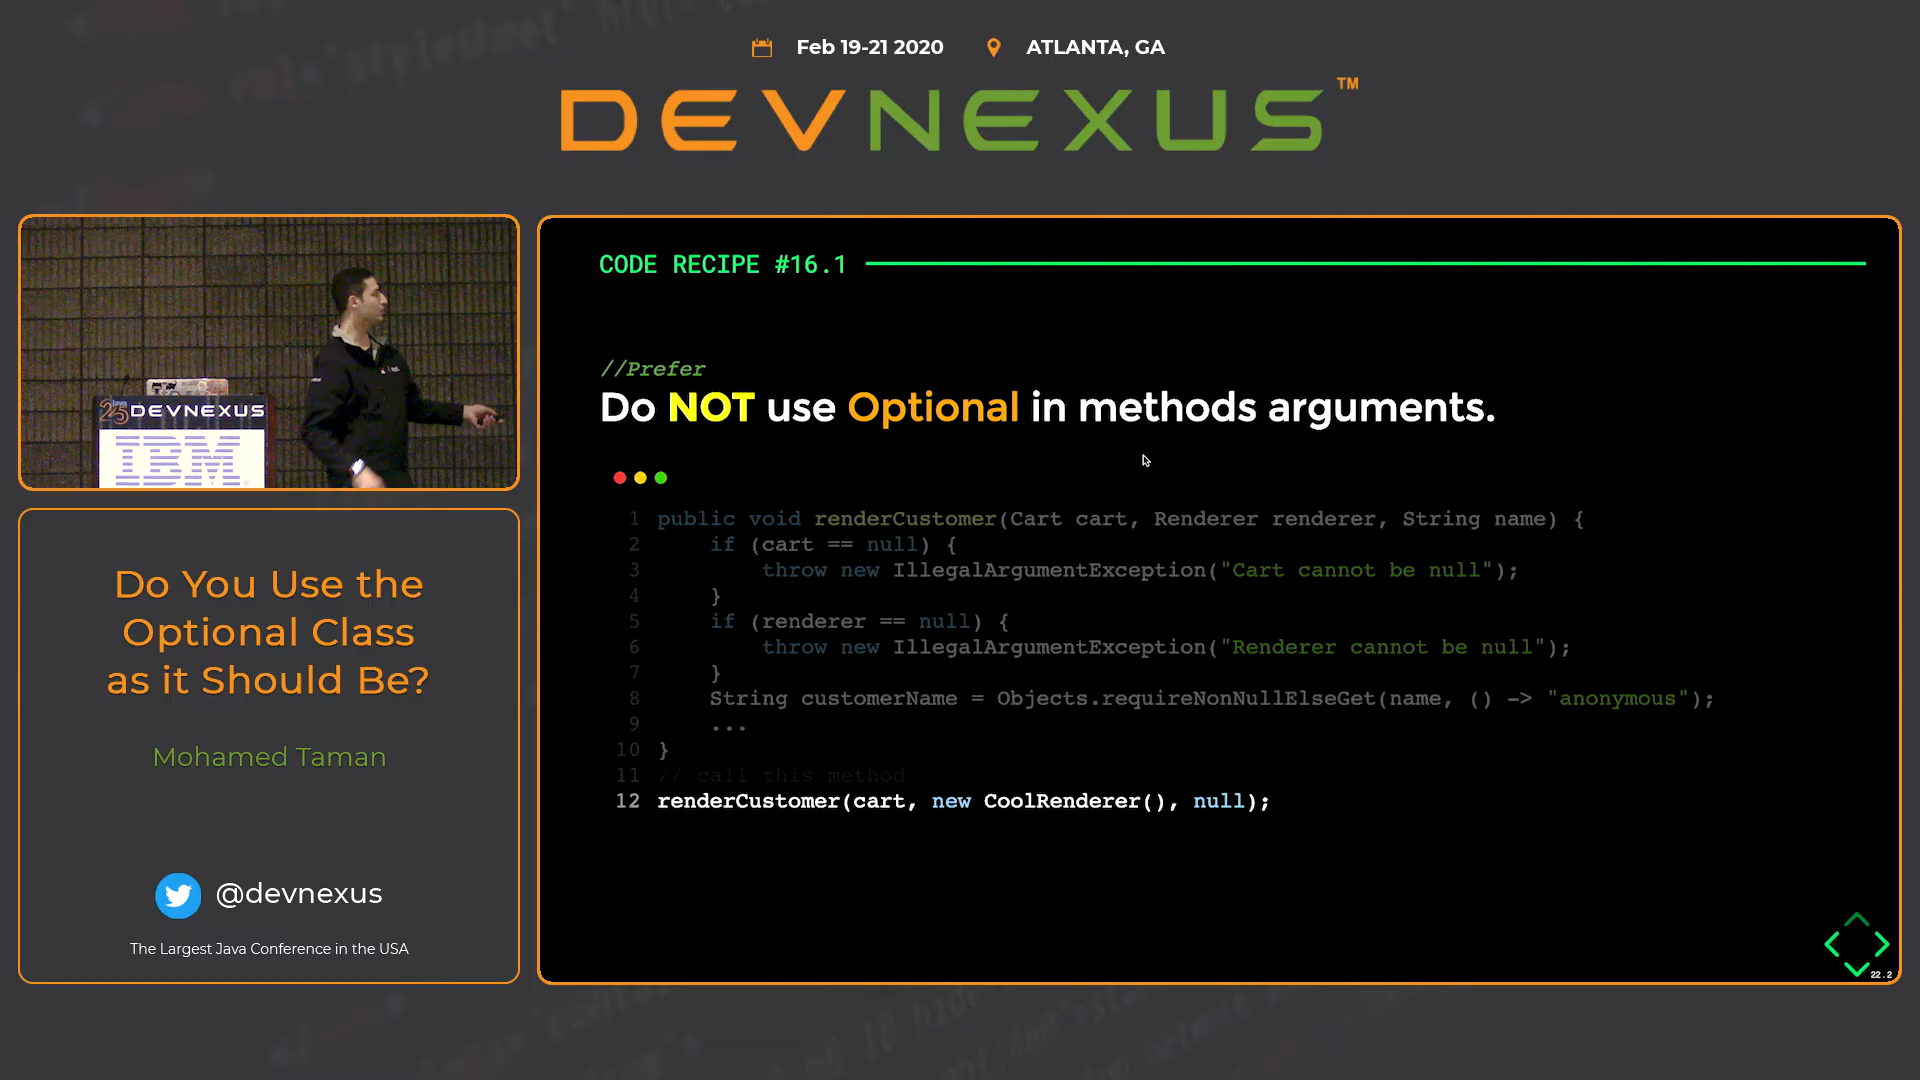 Feb 19-21 2020 ATLANTA, GA
DEVNEXUS™
25 DEVNEXUS
IBM
Do You Use the
Optional Class
as it Should Be?
Mohamed Taman
@devnexus
The Largest Java Conference in the USA
CODE RECIPE #16.1
//Prefer
Do NOT use Optional in methods arguments.
1 public void renderCustomer(Cart cart, Renderer renderer, String name) {
2     if (cart == null) {
3         throw new IllegalArgumentException("Cart cannot be null");
4     }
5     if (renderer == null) {
6         throw new IllegalArgumentException("Renderer cannot be null");
7     }
8     String customerName = Objects.requireNonNullElseGet(name, () -> "anonymous");
9     ...
10 }
11 // call this method
12 renderCustomer(cart, new CoolRenderer(), null);
22.2